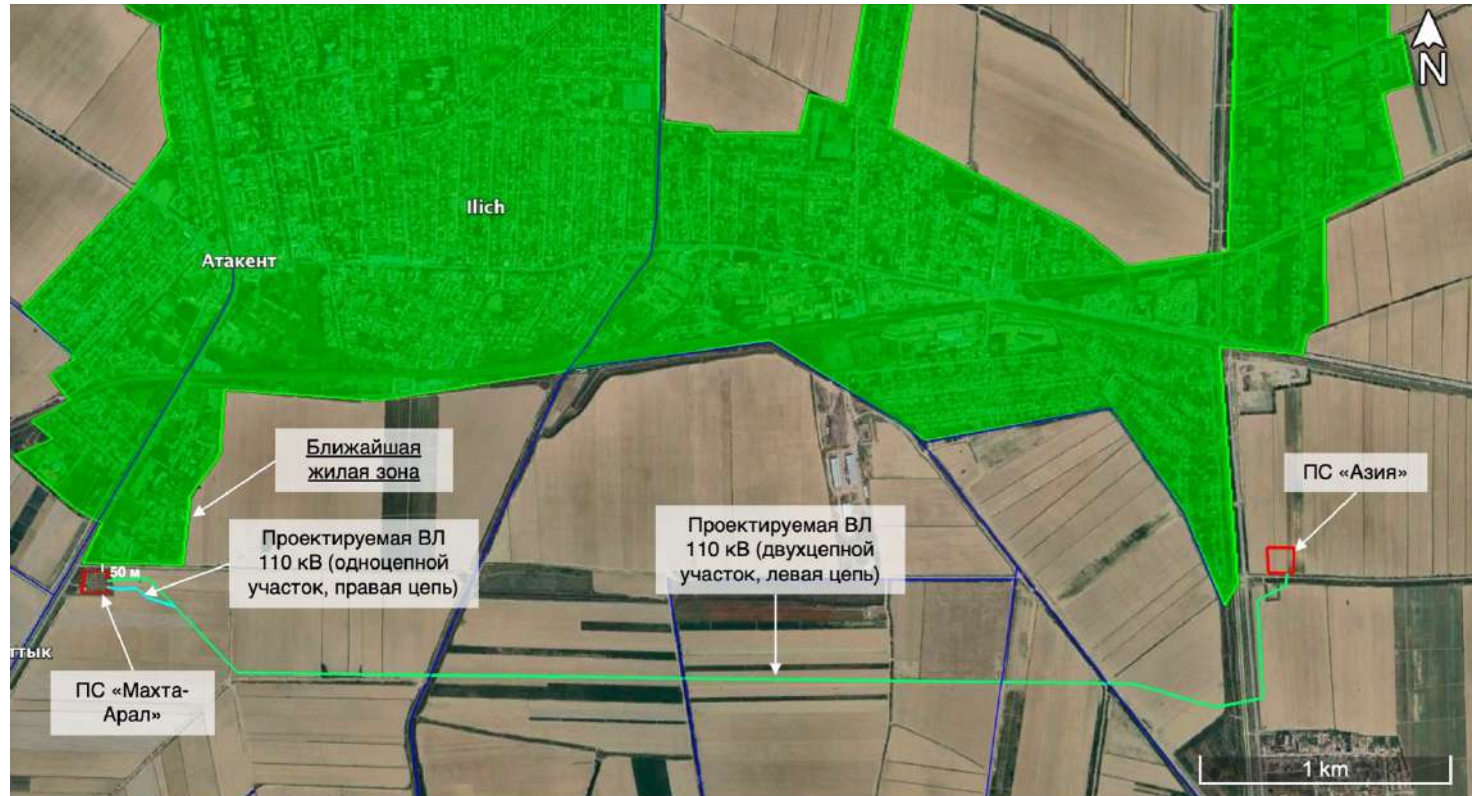 N
Ilich
Атакент
Ближайшая
жилая зона
ПС «Азия»
Проектируемая ВЛ
110 кВ (двухцепной
участок, левая цепь)
Проектируемая ВЛ
110 кВ (одноцепной
участок, правая цепь)
50 м
ттык
ПС «Махта-
Арал»
1 km